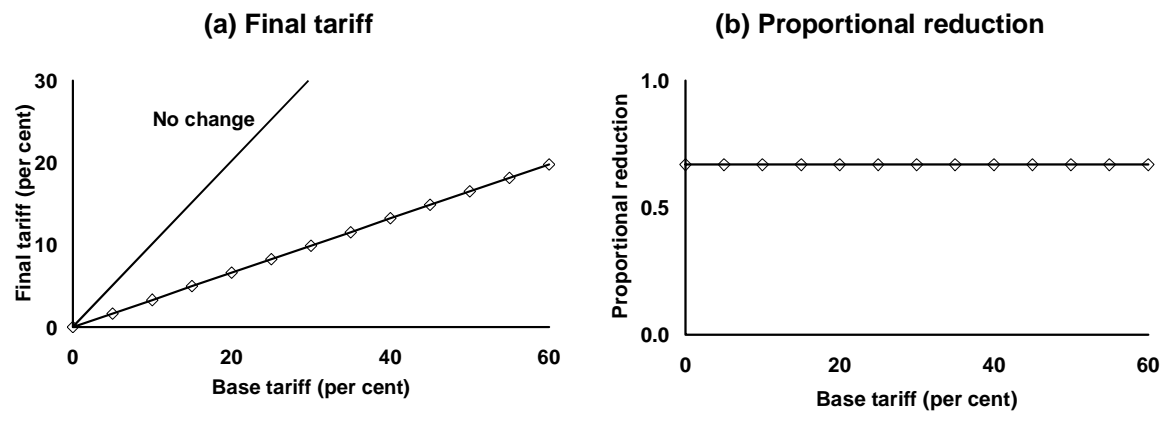 (a) Final tariff
Final tariff (per cent)
30
20
10
0
No change
0 20 40 60
Base tariff (per cent)
(b) Proportional reduction
Proportional reduction
1.0
0.5
0.0
0 20 40 60
Base tariff (per cent)